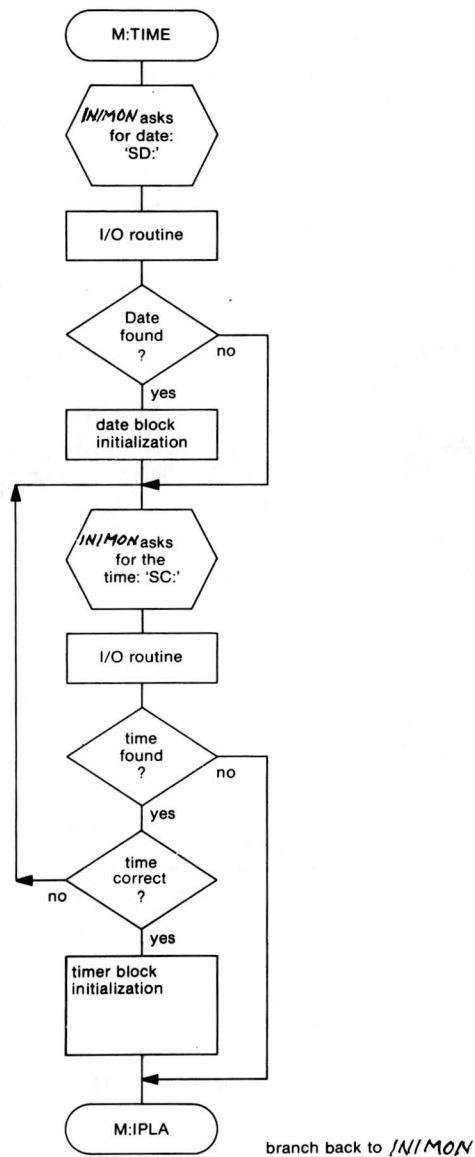 M:TIME
INIMON asks
for date:
'SD:'
I/O routine
Date
found
?
no
yes
date block
initialization
INIMON asks
for the
time: 'SC:'
I/O routine
time
found
?
no
yes
time
correct
?
no
yes
timer block
initialization
M:IPLA
branch back to INIMON